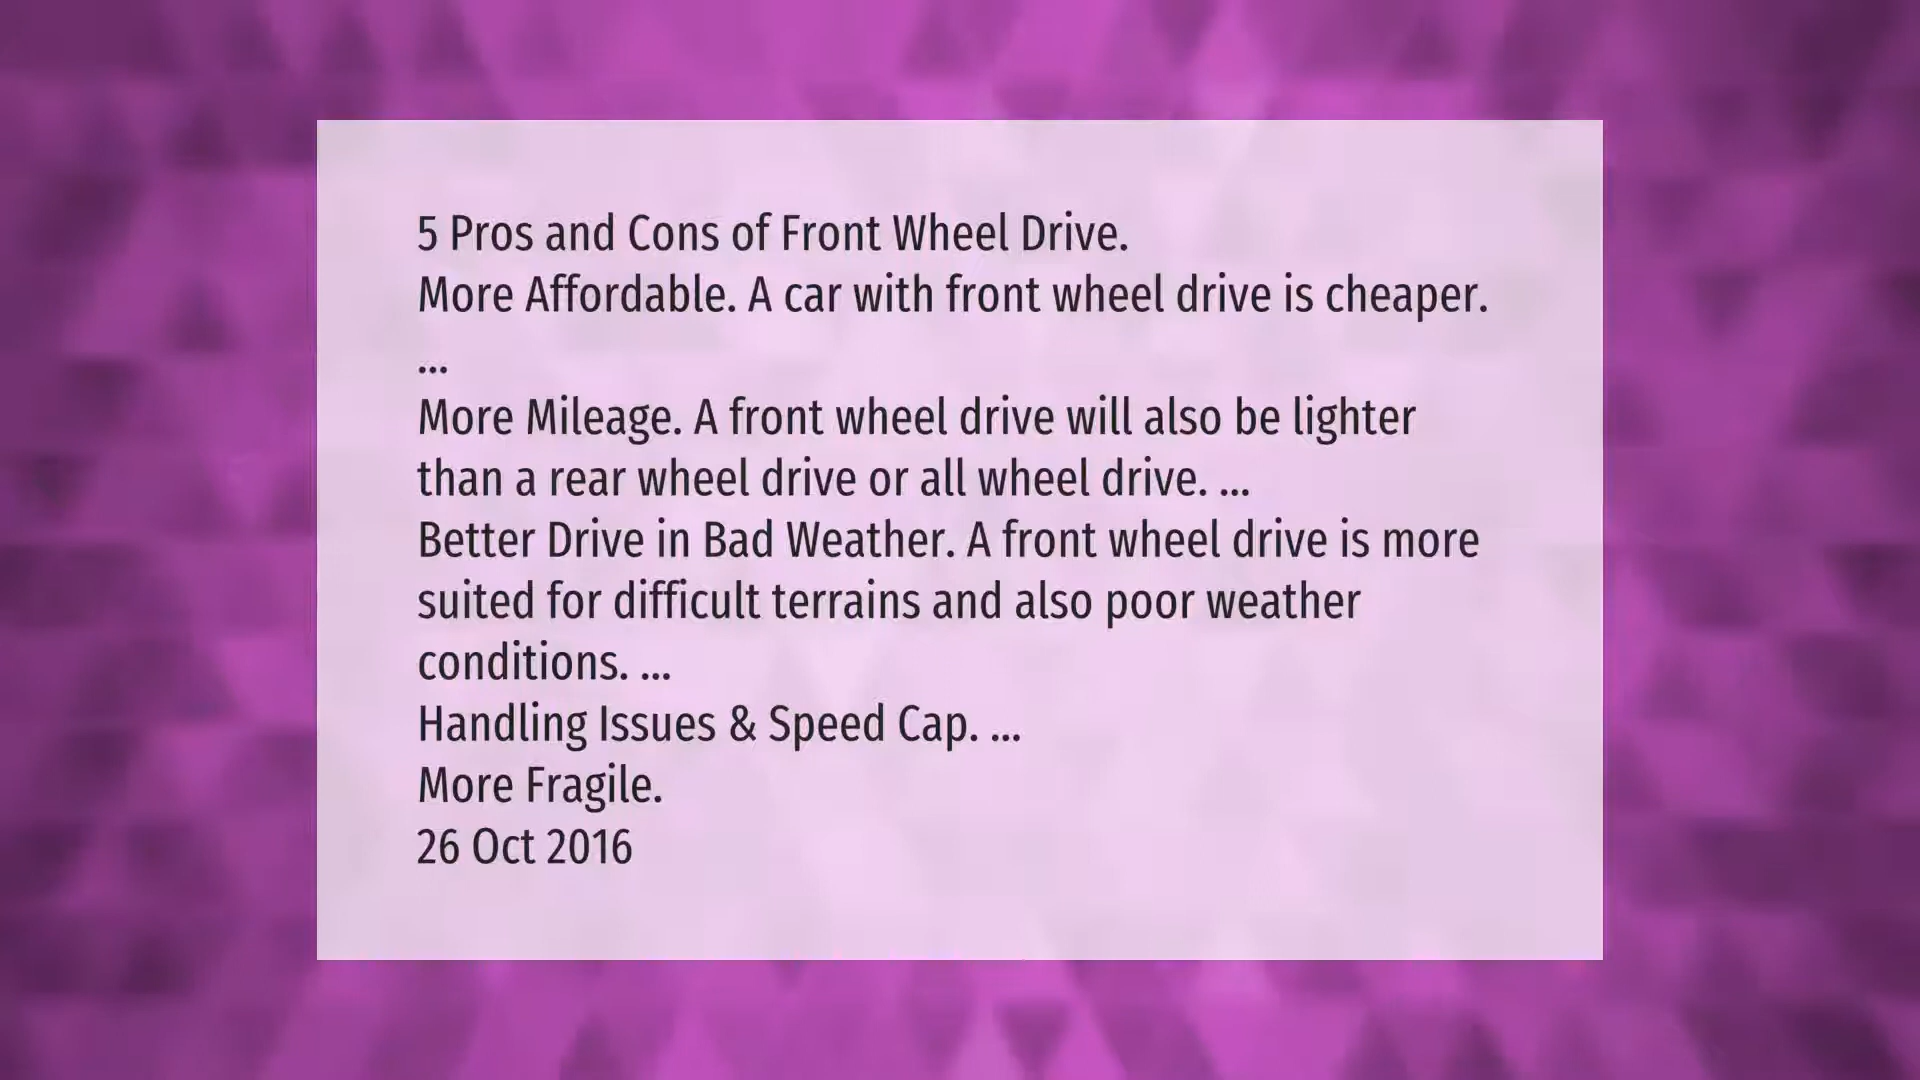 5 Pros and Cons of Front Wheel Drive.
More Affordable. A car with front wheel drive is cheaper.
...
More Mileage. A front wheel drive will also be lighter
than a rear wheel drive or all wheel drive. ...
Better Drive in Bad Weather. A front wheel drive is more
suited for difficult terrains and also poor weather
conditions. ...
Handling Issues & Speed Cap. ...
More Fragile.
26 Oct 2016